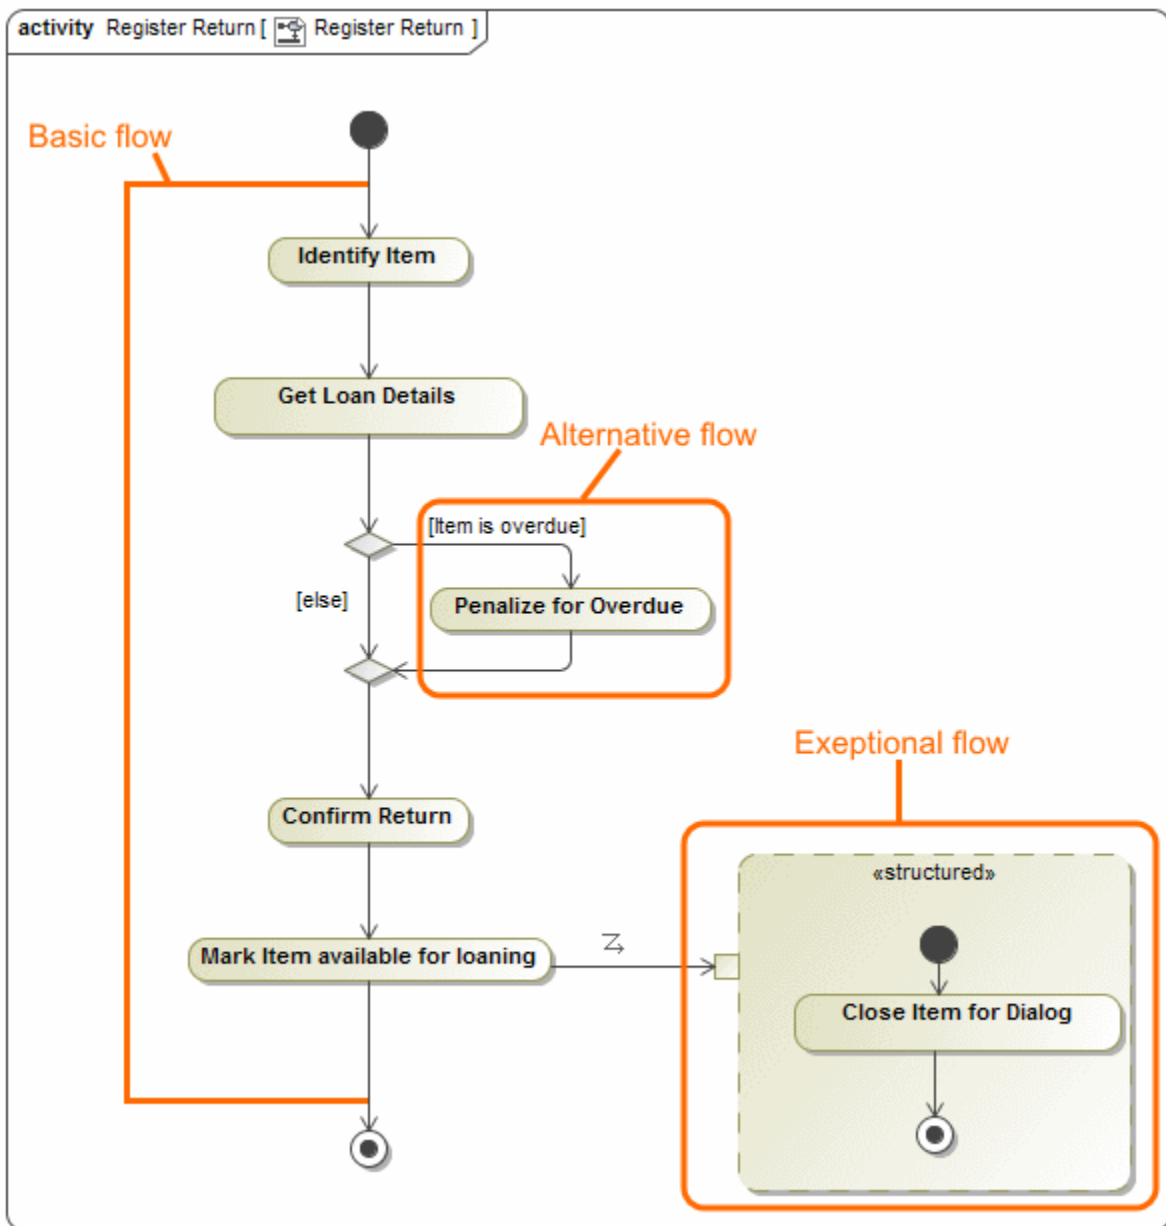 activity Register Return [ Register Return ]
Basic flow
Identify Item
Get Loan Details
Alternative flow
[Item is overdue]
[else]
Penalize for Overdue
Exeptional flow
Confirm Return
«structured»
Mark Item available for loaning
Close Item for Dialog